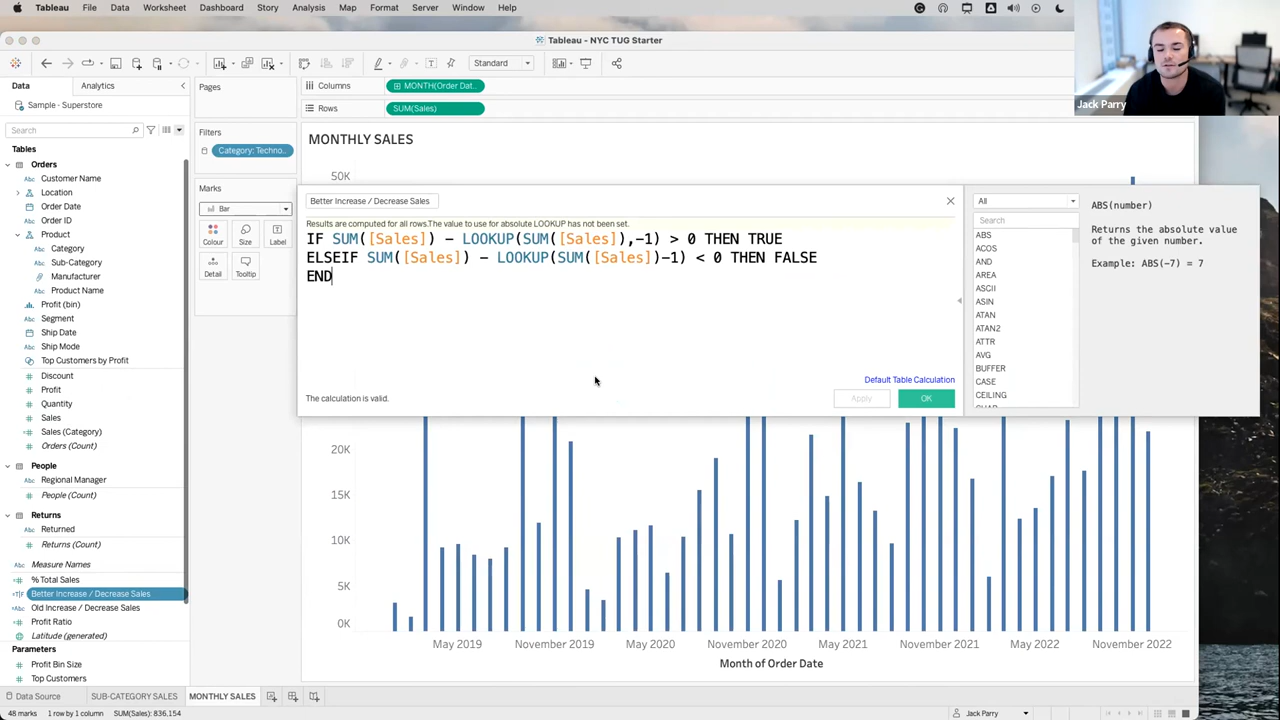 Tableau File Data Worksheet Dashboard Story Analysis Map Format Server Window Help
Tableau - NYC TUG Starter
Standard
Data Analytics
Pages
Columns MONTH(Order Dat..
Sample - Superstore
Rows SUM(Sales)
Jack Parry
Search
Filters
MONTHLY SALES
Tables
Category: Techno..
Orders
Customer Name
Location
Order Date
Order ID
Product
Category
Sub-Category
Manufacturer
Product Name
Profit (bin)
Segment
Ship Date
Ship Mode
Top Customers by Profit
Discount
Profit
Quantity
Sales
Sales (Category)
Orders (Count)
People
Regional Manager
People (Count)
Returns
Returned
Returns (Count)
Measure Names
% Total Sales
Better Increase / Decrease Sales
Old Increase / Decrease Sales
Profit Ratio
Latitude (generated)
Parameters
Profit Bin Size
Top Customers
Marks
Bar
Colour Size Label
Detail Tooltip
50K
Better Increase / Decrease Sales
Results are computed for all rows.The value to use for absolute LOOKUP has not been set.
IF SUM([Sales]) - LOOKUP(SUM([Sales]),-1) > 0 THEN TRUE
ELSEIF SUM([Sales]) - LOOKUP(SUM([Sales])-1) < 0 THEN FALSE
END
Default Table Calculation
The calculation is valid.
Apply OK
All
Search
ABS
ACOS
AND
AREA
ASCII
ASIN
ATAN
ATAN2
ATTR
AVG
BUFFER
CASE
CEILING
ABS(number)
Returns the absolute value
of the given number.
Example: ABS(-7) = 7
20K
15K
10K
5K
0K
May 2019 November 2019 May 2020 November 2020 May 2021 November 2021 May 2022 November 2022
Month of Order Date
Data Source SUB-CATEGORY SALES MONTHLY SALES
48 marks 1 row by 1 column SUM(Sales): 836,154
Jack Parry